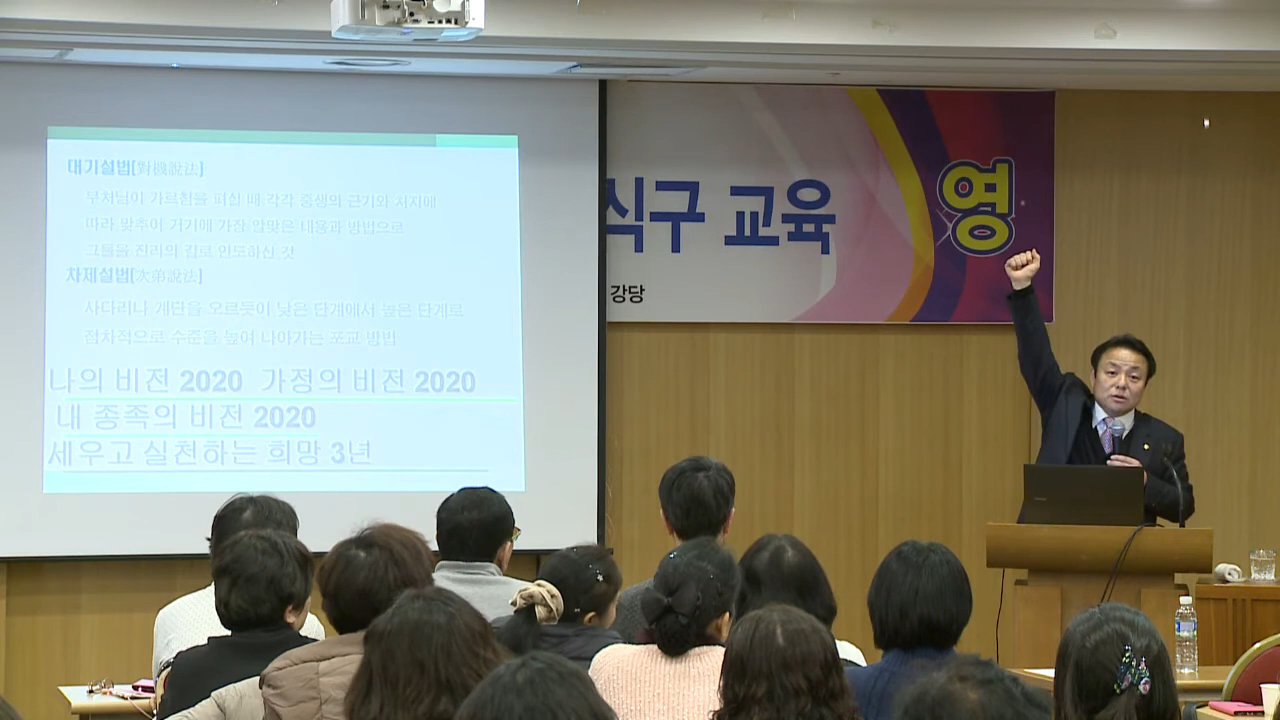 대기설법[對機說法]
부처님이 가르침을 펴실 때 각각 중생의 근기와 처지에
따라 맞추어 거기에 가장 알맞은 내용과 방법으로
그들을 진리의 길로 인도하신 것
차제설법[次弟說法]
사다리나 계단을 오르듯이 낮은 단계에서 높은 단계로
점차적으로 수준을 높여 나아가는 포교 방법
나의 비전 2020 가정의 비전 2020
내 종족의 비전 2020
세우고 실천하는 희망 3년
식구 교육
영
강당